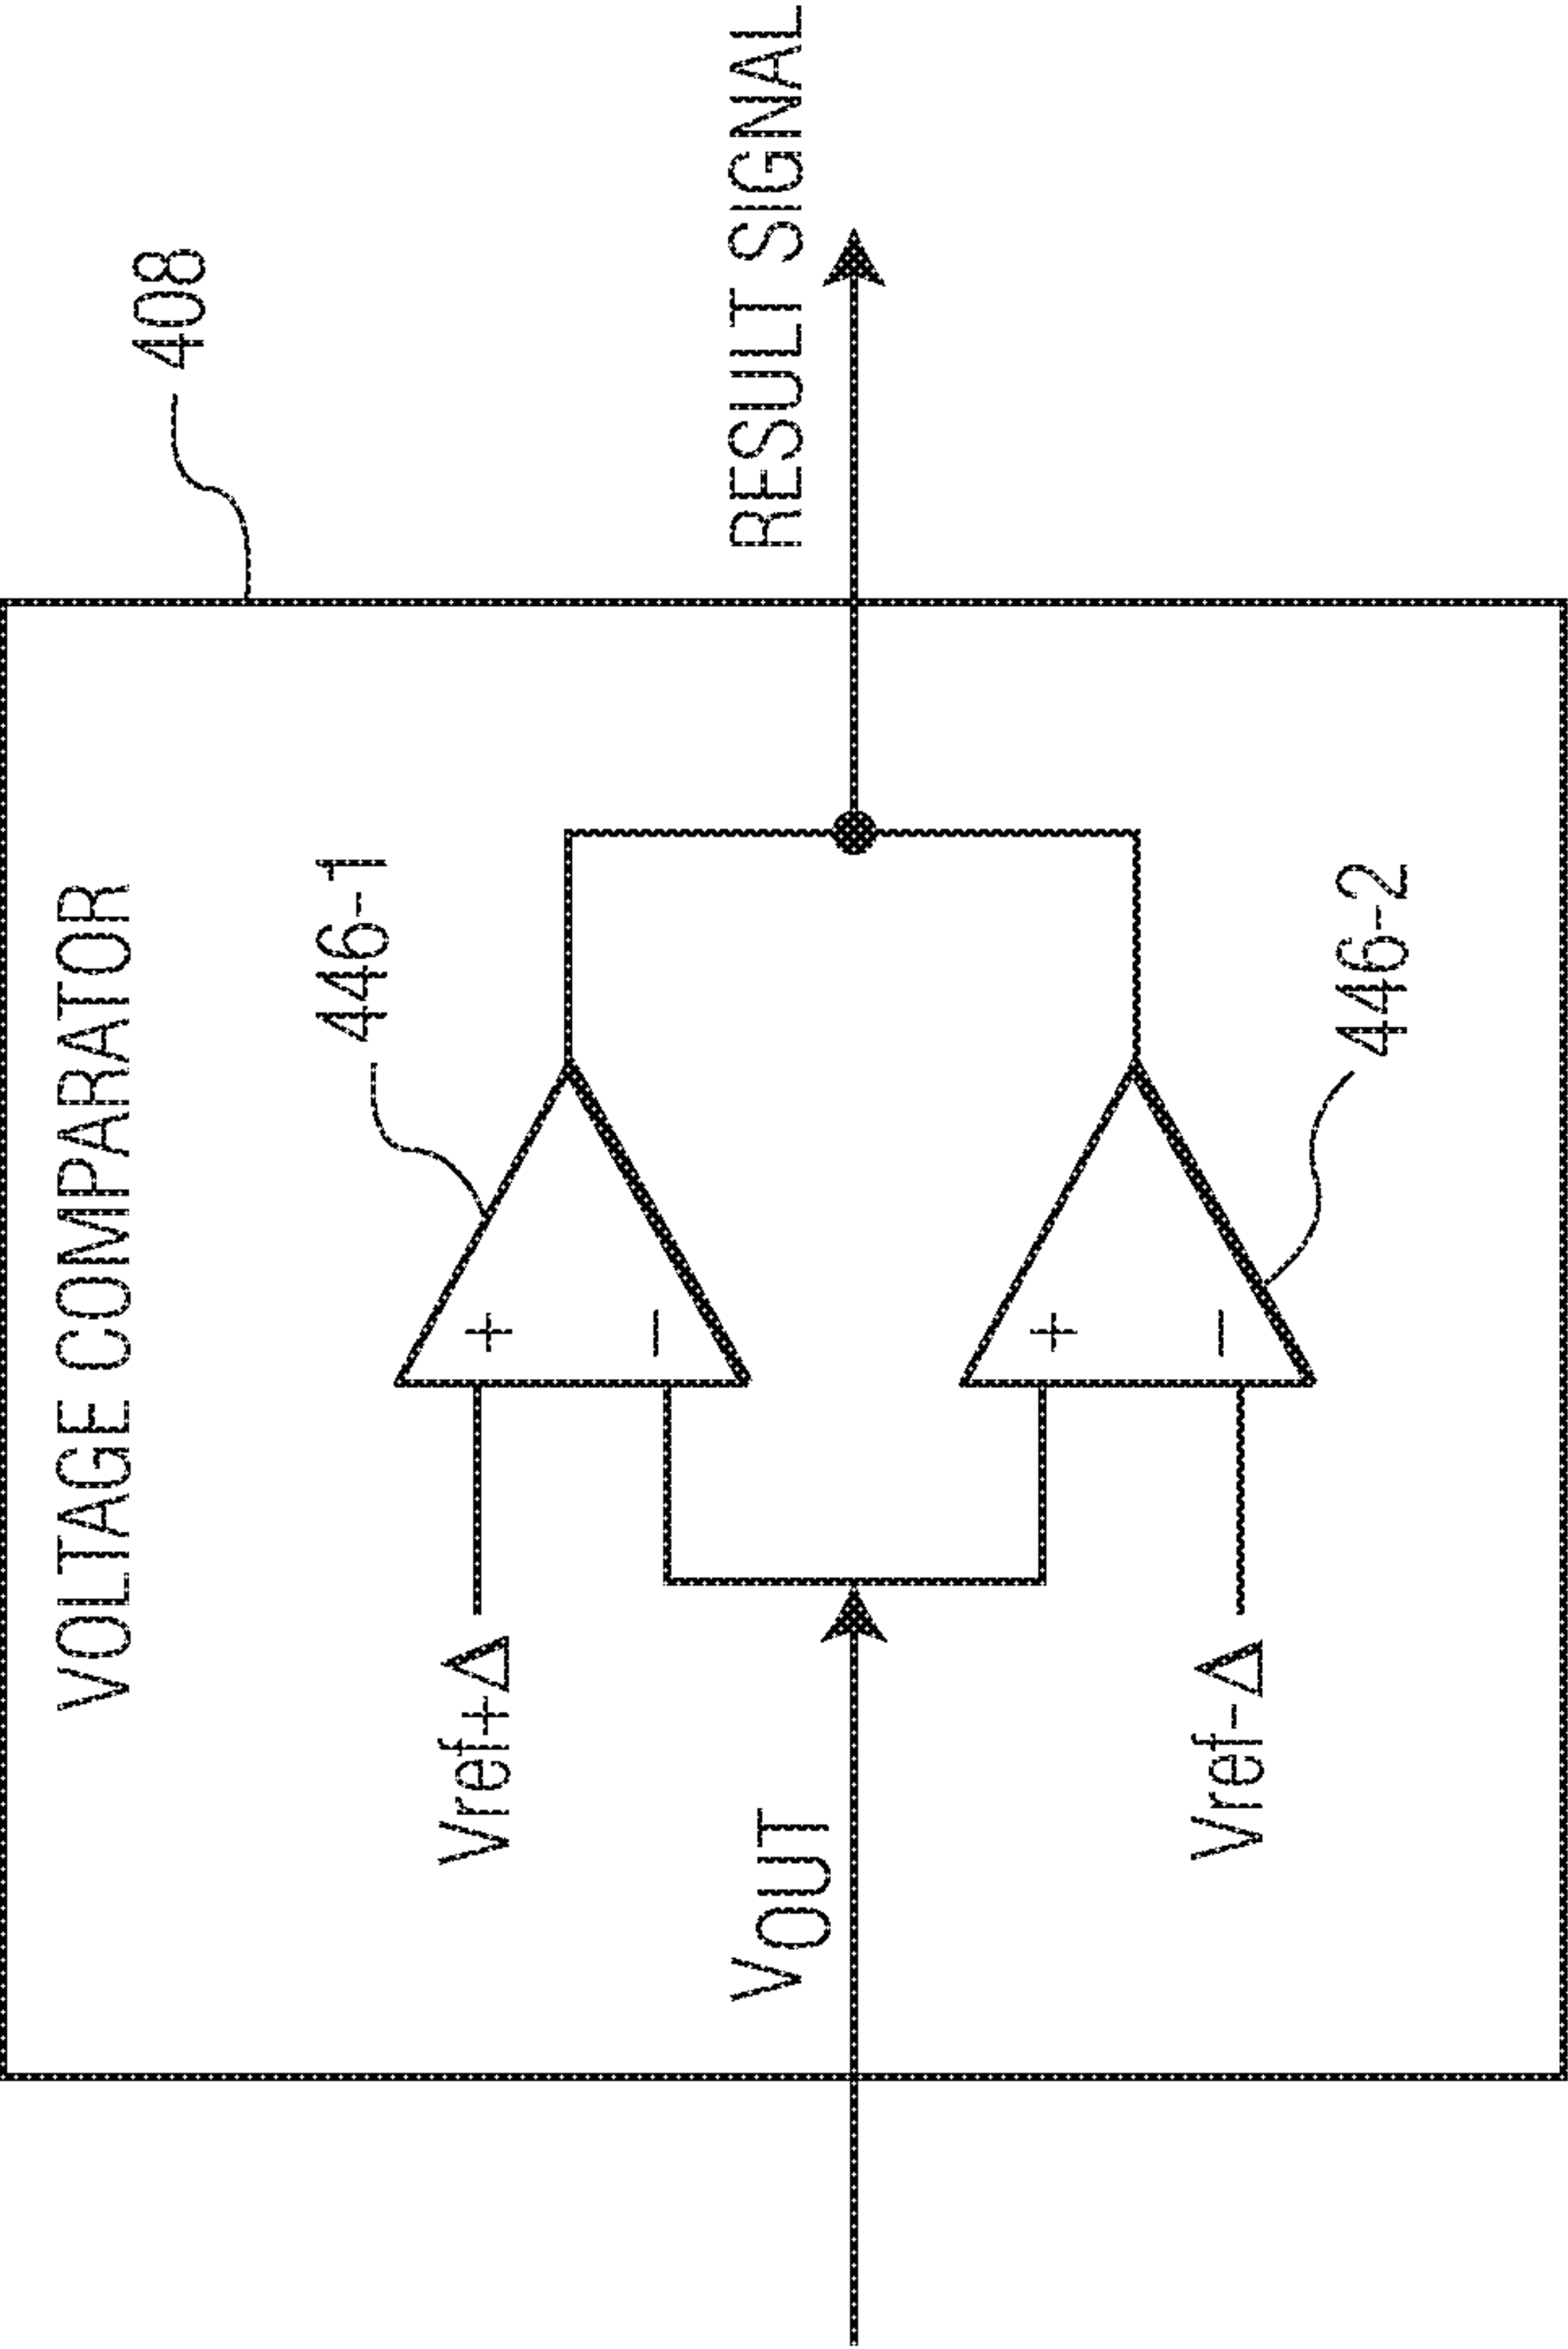 VOLTAGE COMPARATOR
408
446-1
Vref+Δ
+
−
VOUT
RESULT SIGNAL
+
−
Vref-Δ
446-2